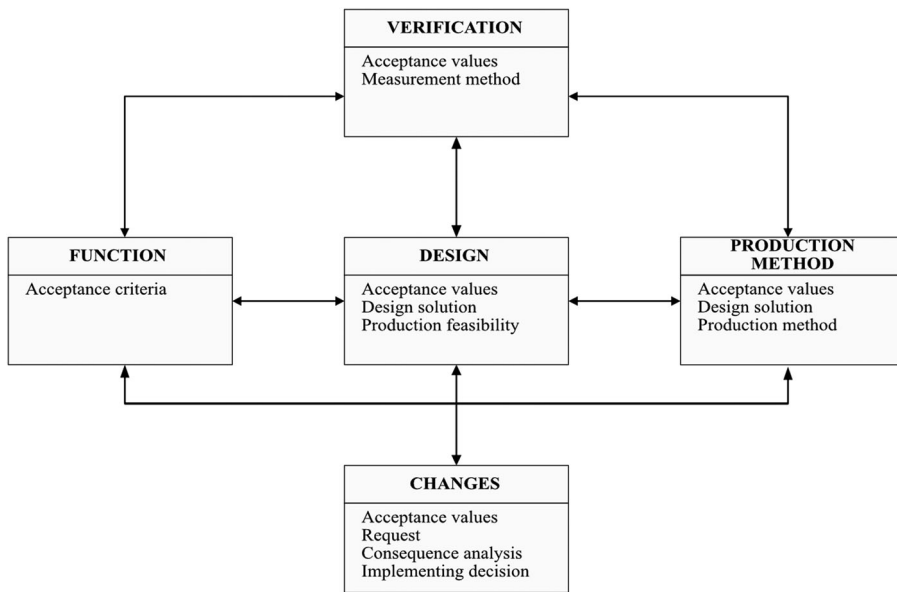 VERIFICATION
Acceptance values
Measurement method
FUNCTION
Acceptance criteria
DESIGN
Acceptance values
Design solution
Production feasibility
PRODUCTION
METHOD
Acceptance values
Design solution
Production method
CHANGES
Acceptance values
Request
Consequence analysis
Implementing decision